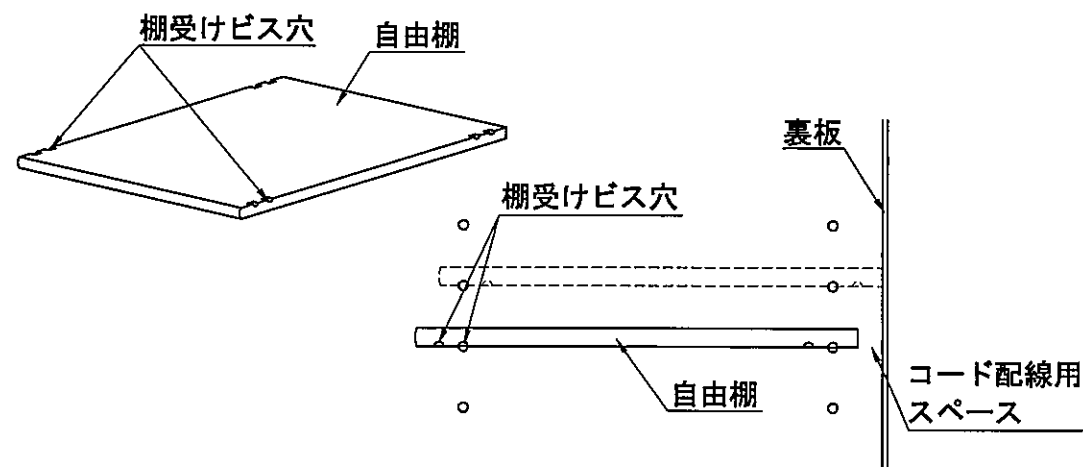 棚受けビス穴
自由棚
裏板
棚受けビス穴
自由棚
コード配線用
スペース